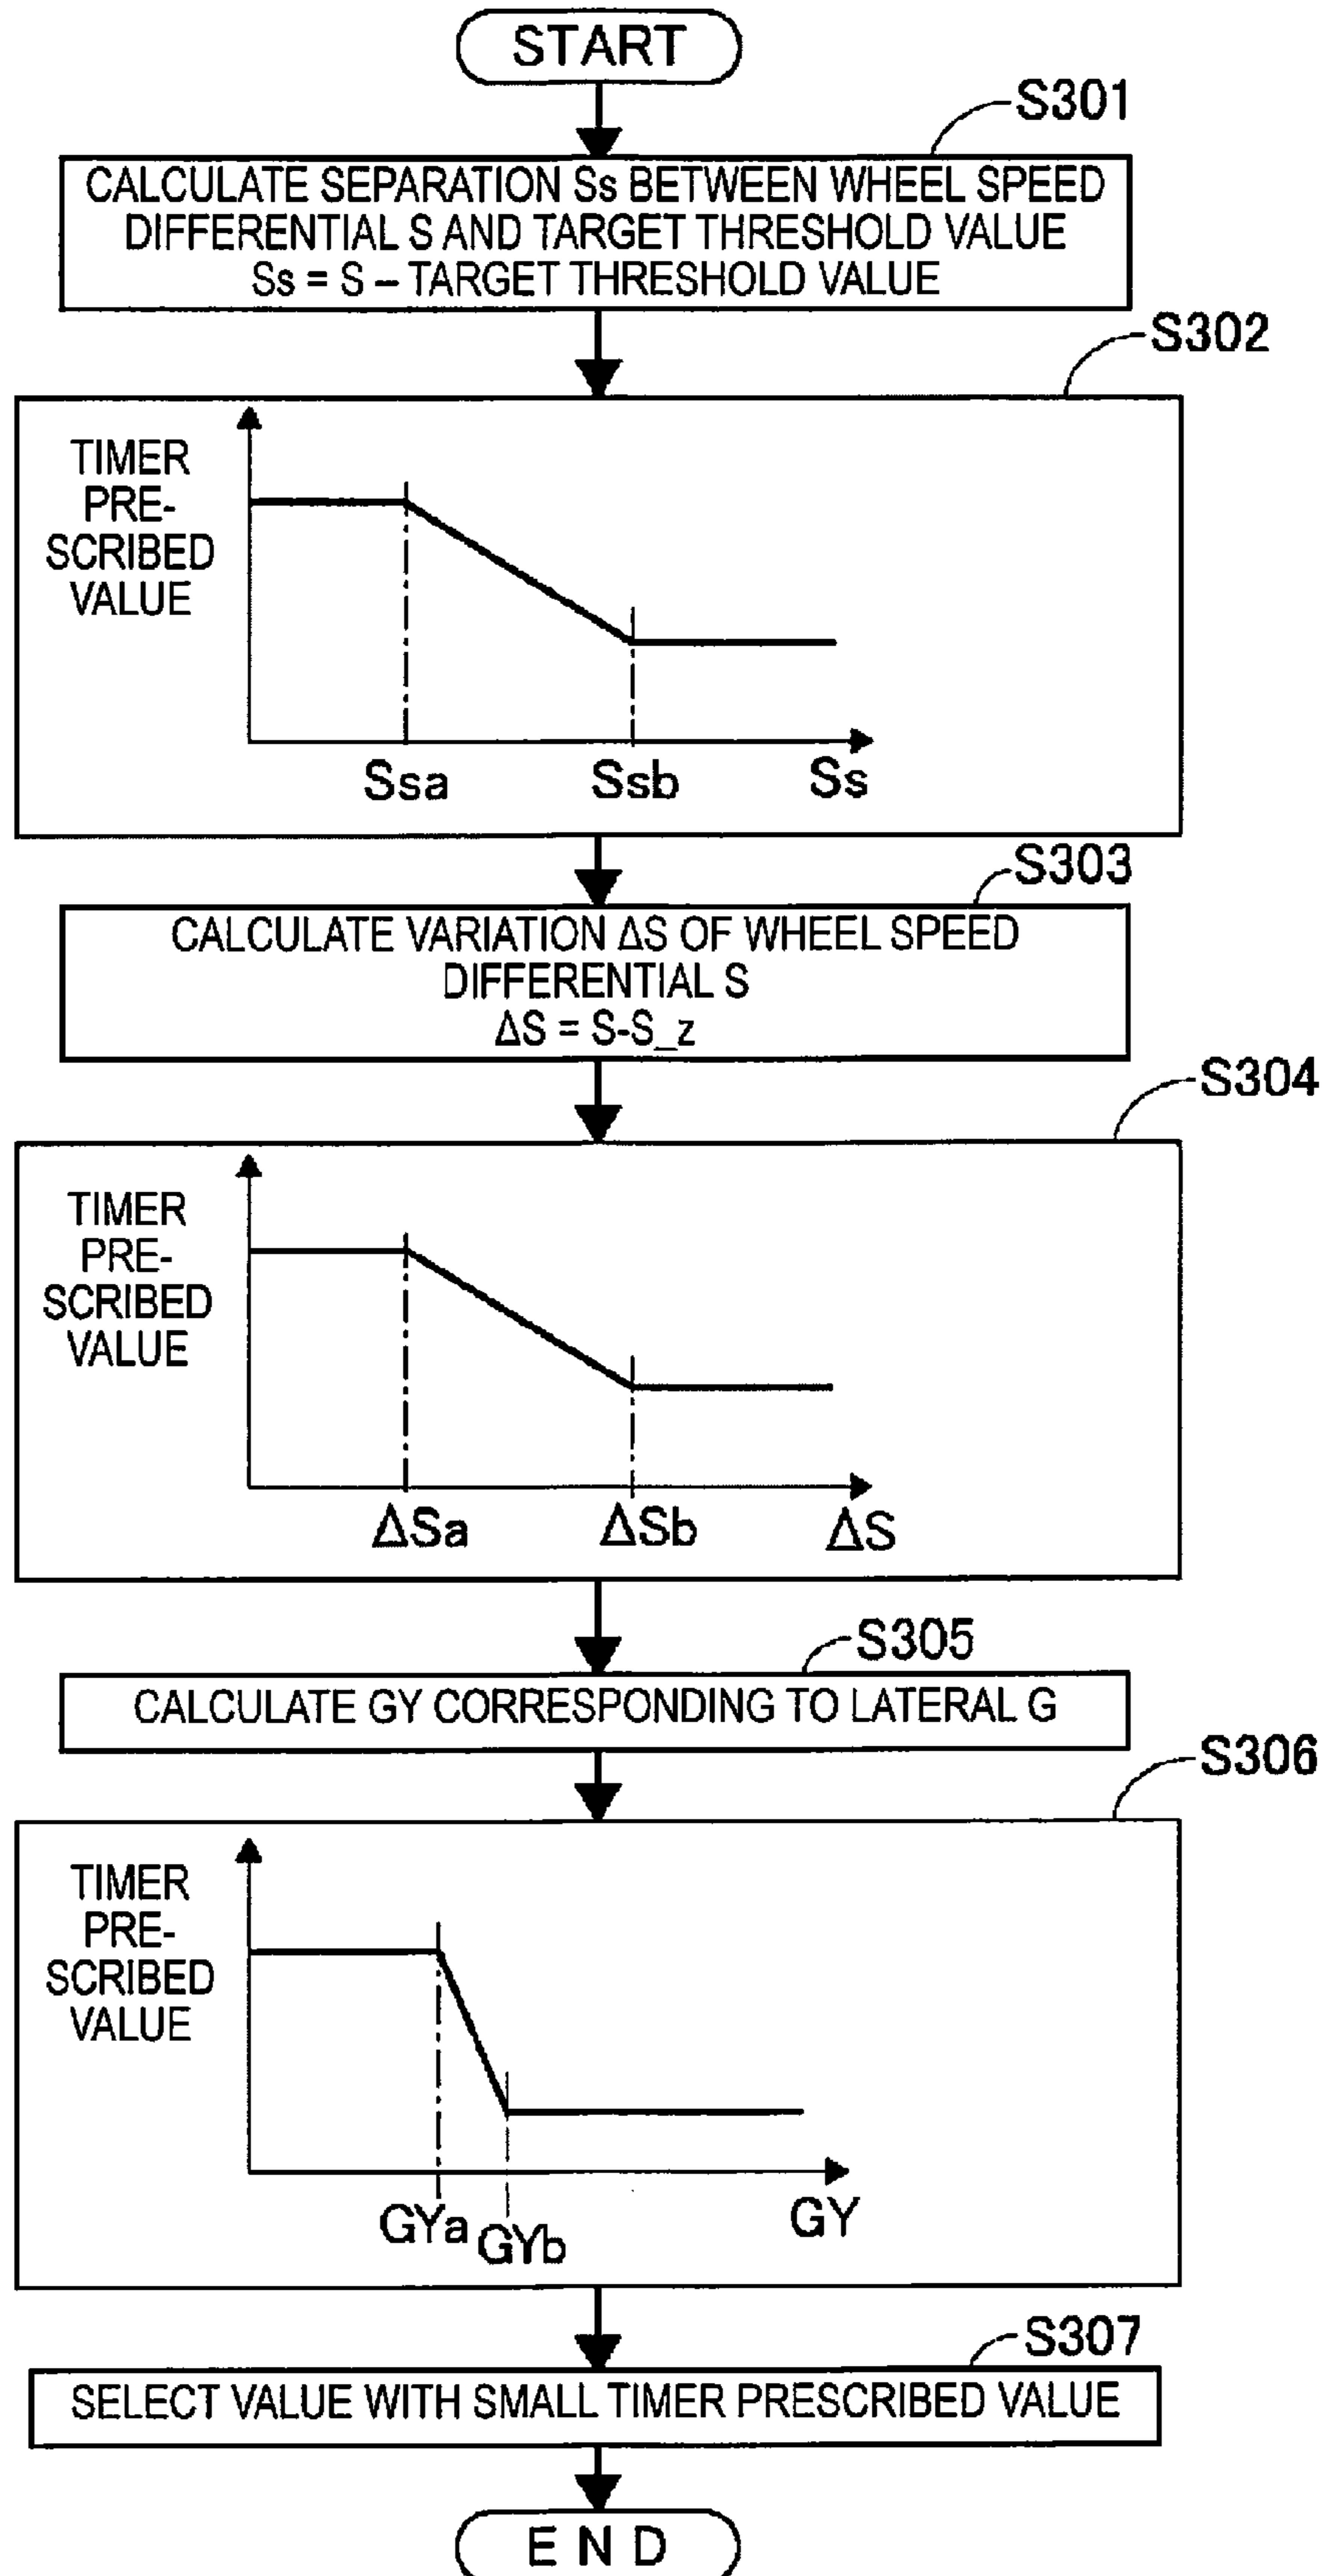 START
S301
CALCULATE SEPARATION Ss BETWEEN WHEEL SPEED
DIFFERENTIAL S AND TARGET THRESHOLD VALUE
Ss = S – TARGET THRESHOLD VALUE
S302
TIMER
PRE-
SCRIBED
VALUE
Ssa
Ssb
Ss
S303
CALCULATE VARIATION ΔS OF WHEEL SPEED
DIFFERENTIAL S
ΔS = S-S_z
S304
TIMER
PRE-
SCRIBED
VALUE
ΔSa
ΔSb
ΔS
S305
CALCULATE GY CORRESPONDING TO LATERAL G
S306
TIMER
PRE-
SCRIBED
VALUE
GYa
GYb
GY
S307
SELECT VALUE WITH SMALL TIMER PRESCRIBED VALUE
END